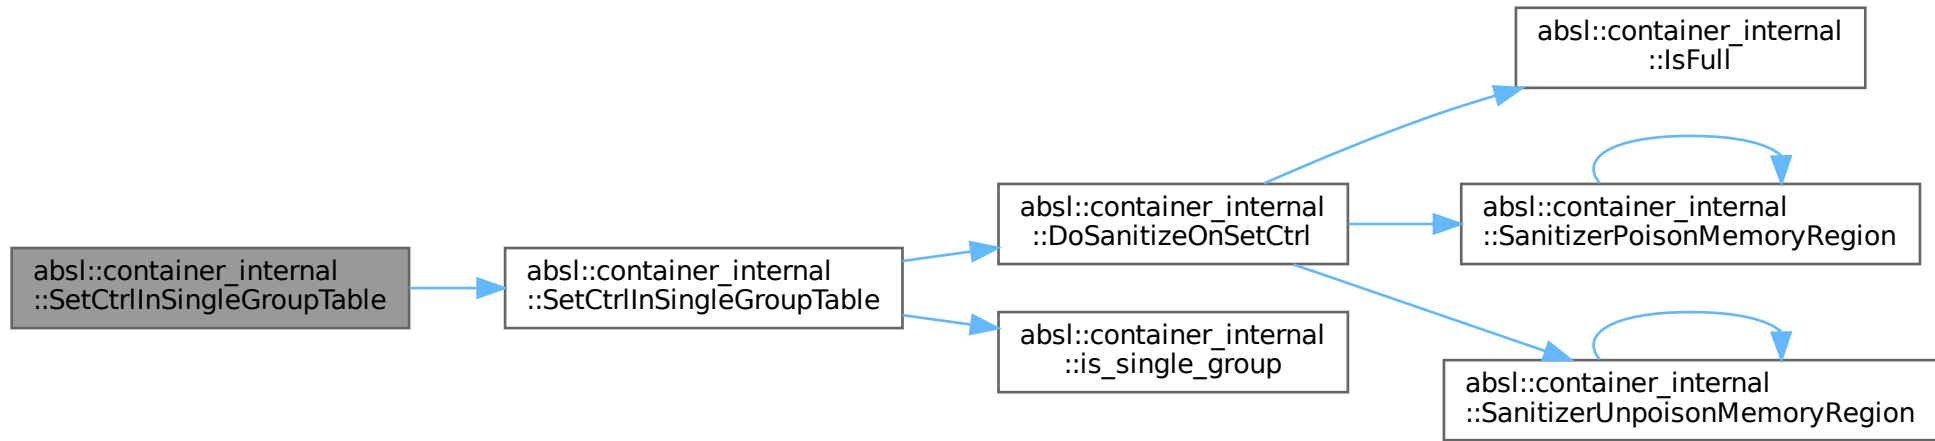 absl::container_internal
::SetCtrlInSingleGroupTable
absl::container_internal
::SetCtrlInSingleGroupTable
absl::container_internal
::DoSanitizeOnSetCtrl
absl::container_internal
::IsFull
absl::container_internal
::SanitizerPoisonMemoryRegion
absl::container_internal
::SanitizerUnpoisonMemoryRegion
absl::container_internal
::is_single_group